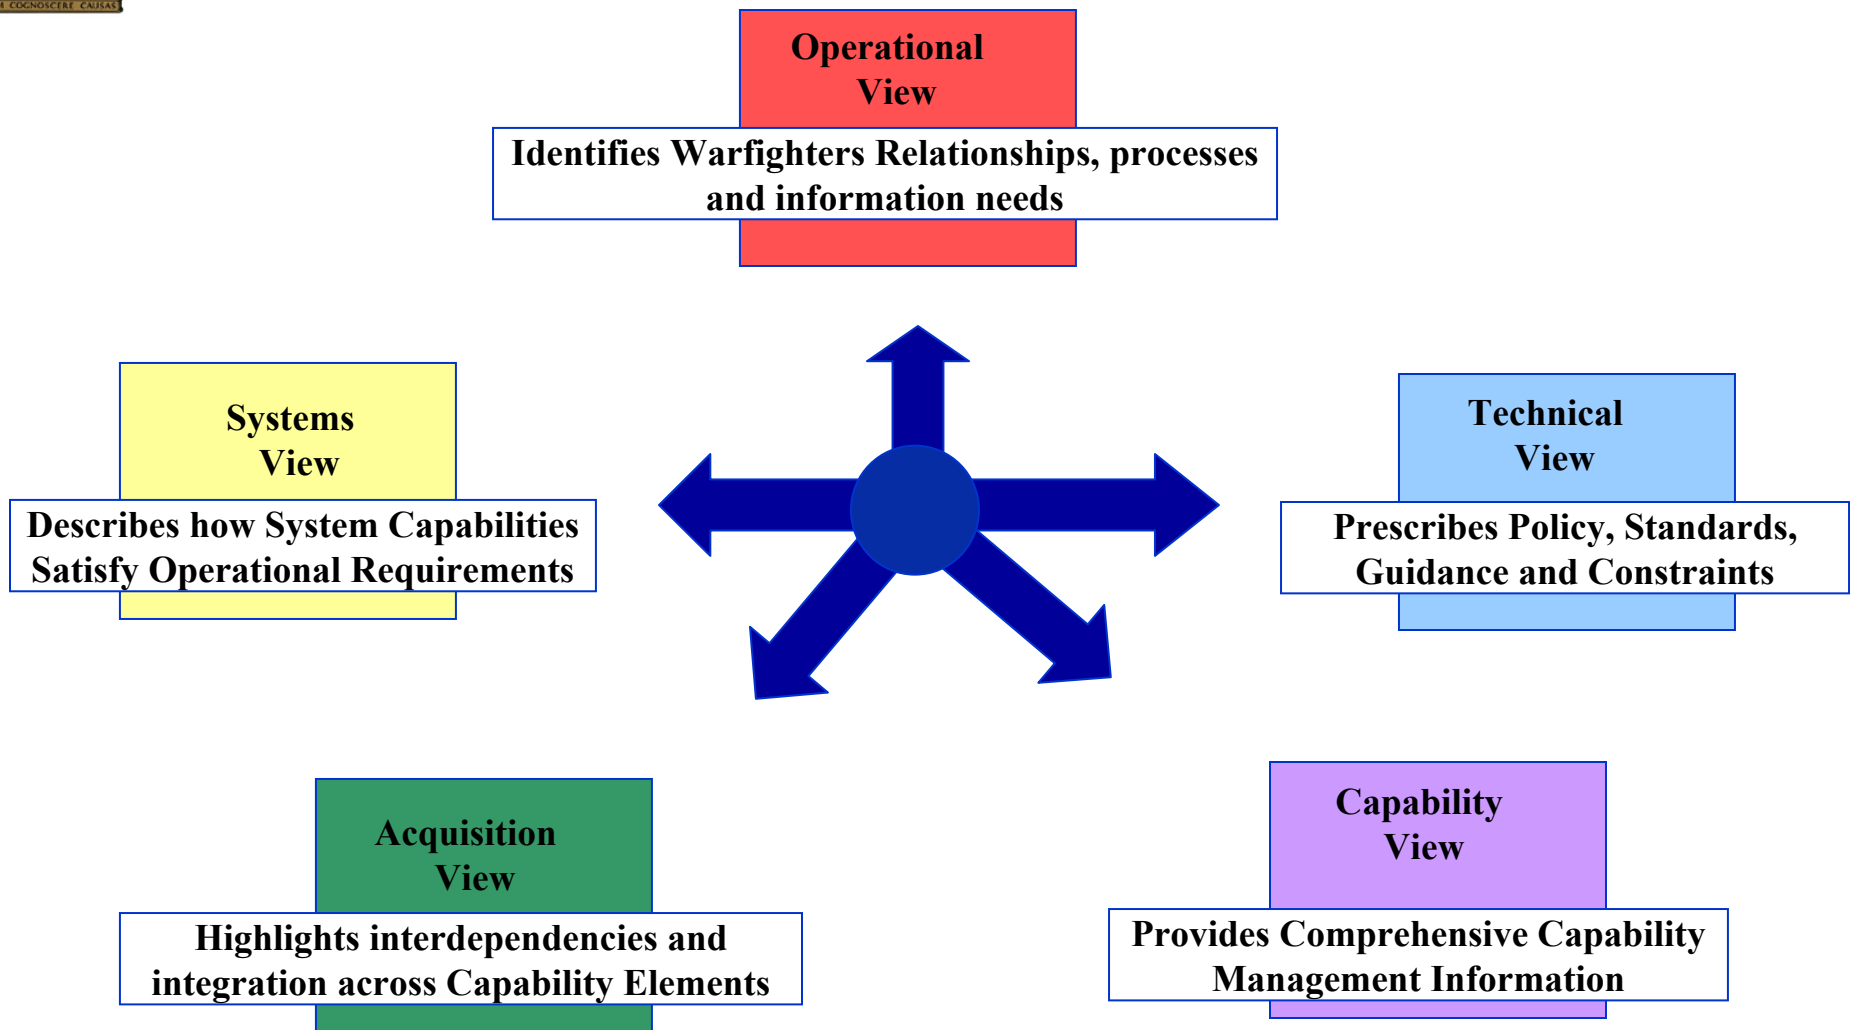 M COGNOSCERE CAUSAS
Operational
View
Identifies Warfighters Relationships, processes
and information needs
Systems
View
Describes how System Capabilities
Satisfy Operational Requirements
Technical
View
Prescribes Policy, Standards,
Guidance and Constraints
Acquisition
View
Highlights interdependencies and
integration across Capability Elements
Capability
View
Provides Comprehensive Capability
Management Information